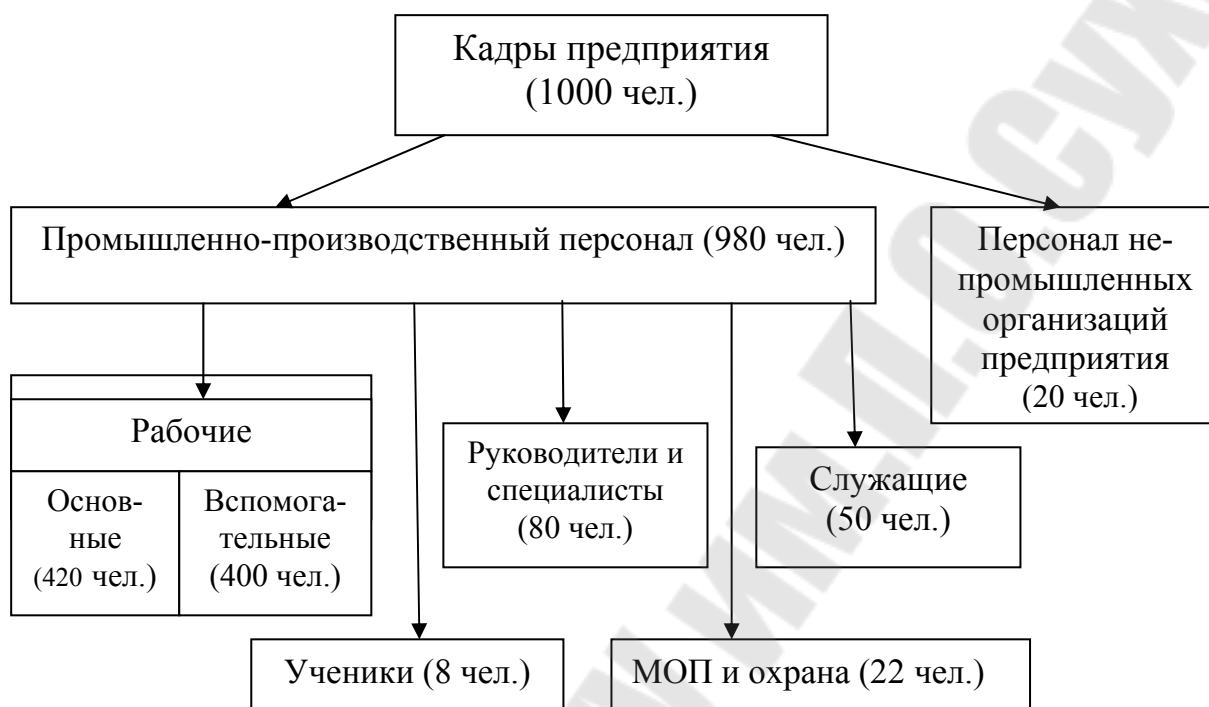 Кадры предприятия
(1000 чел.)
Промышленно-производственный персонал (980 чел.)
Персонал не-
промышленных
организаций
предприятия
(20 чел.)
Рабочие
Основ-
ные
(420 чел.)
Вспомога-
тельные
(400 чел.)
Руководители и
специалисты
(80 чел.)
Служащие
(50 чел.)
Ученики (8 чел.)
МОП и охрана (22 чел.)
им.П.О.Сух